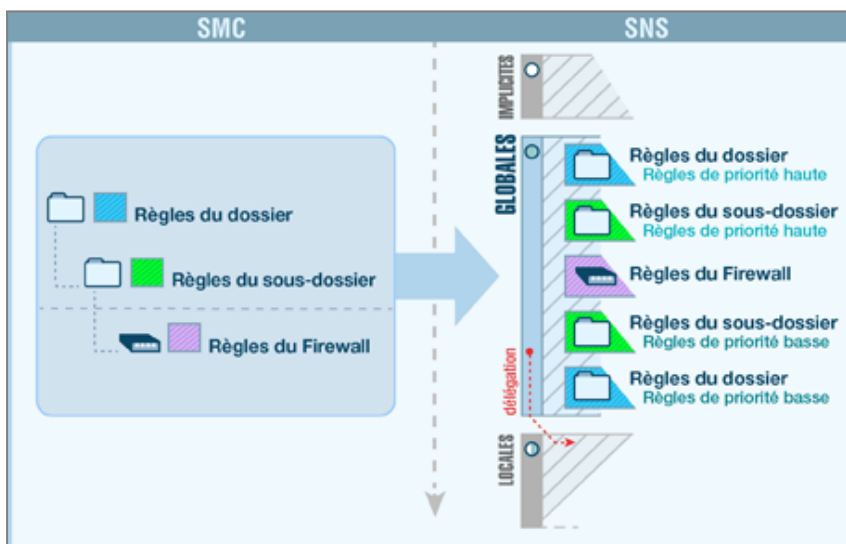 SMC
SNS
Règles du dossier
Règles du sous-dossier
Règles du Firewall
IMPLICITES
GLOBALES
Règles du dossier
Règles de priorité haute
Règles du sous-dossier
Règles de priorité haute
Règles du Firewall
Règles du sous-dossier
Règles de priorité basse
Règles du dossier
Règles de priorité basse
délégation
LOCALES